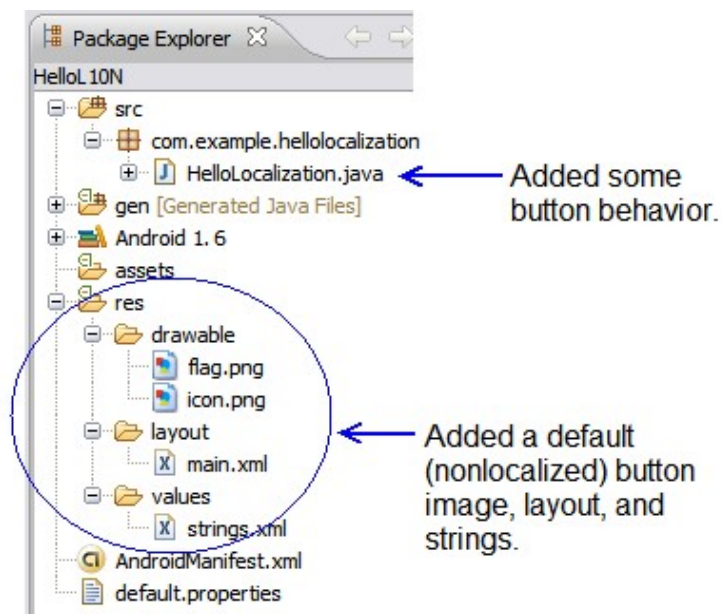 Package Explorer
HelloL10N
src
com.example.hellolocalization
HelloLocalization.java
Added some
button behavior.
gen [Generated Java Files]
Android 1.6
assets
res
drawable
flag.png
icon.png
layout
main.xml
Added a default
(nonlocalized) button
image, layout, and
strings.
values
strings.xml
AndroidManifest.xml
default.properties